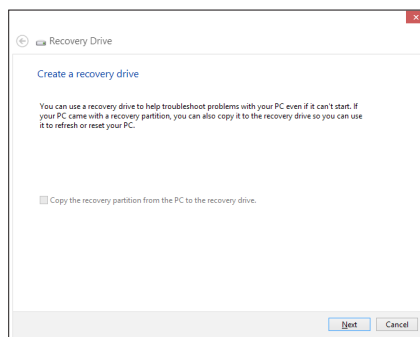 Recovery Drive
Create a recovery drive
You can use a recovery drive to help troubleshoot problems with your PC even if it can't start. If
your PC came with a recovery partition, you can also copy it to the recovery drive so you can use
it to refresh or reset your PC.
Copy the recovery partition from the PC to the recovery drive.
Next Cancel